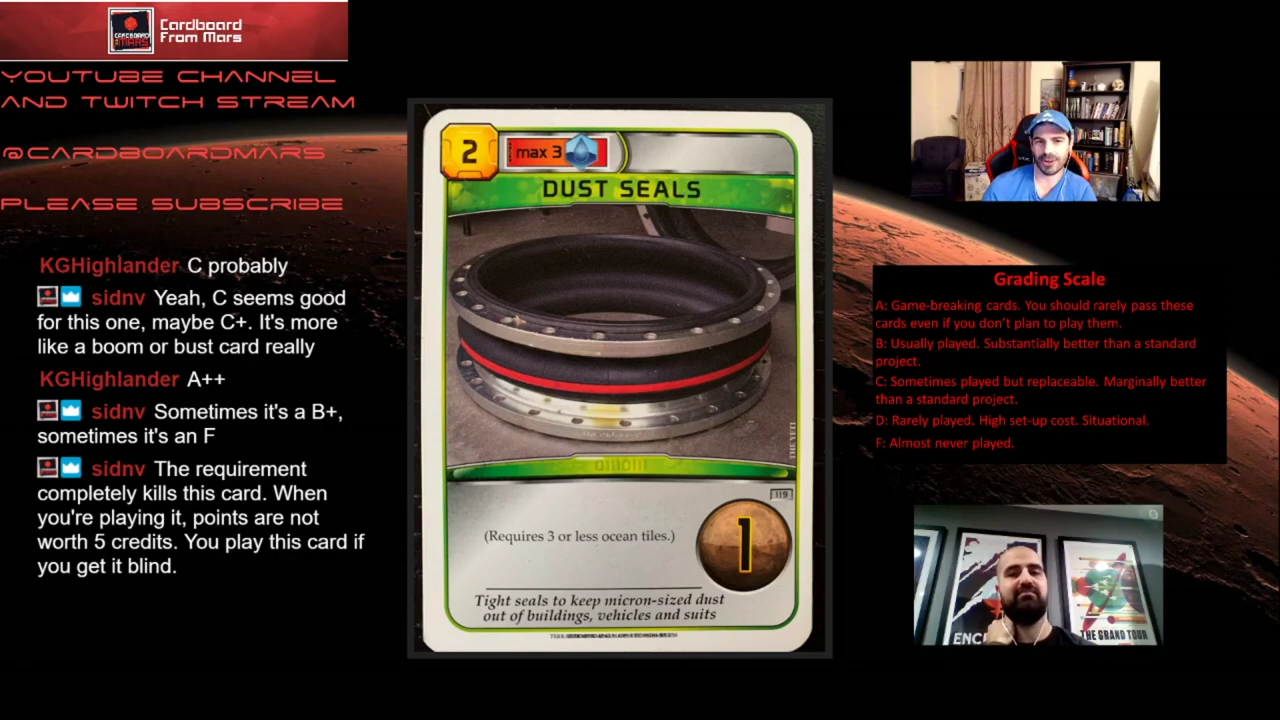 Cardboard
From Mars
YOUTUBE CHANNEL
AND TWITCH STREAM
@CARDBOARDMARS
PLEASE SUBSCRIBE
KGHighlander C probably
sidnv Yeah, C seems good
for this one, maybe C+. It's more
like a boom or bust card really
KGHighlander A++
sidnv Sometimes it's a B+,
sometimes it's an F
sidnv The requirement
completely kills this card. When
you're playing it, points are not
worth 5 credits. You play this card if
you get it blind.
2
max 3
DUST SEALS
THE YETI
119
(Requires 3 or less ocean tiles.)
1
Tight seals to keep micron-sized dust
out of buildings, vehicles and suits
Grading Scale
A: Game-breaking cards. You should rarely pass these
cards even if you don't plan to play them.
B: Usually played. Substantially better than a standard
project.
C: Sometimes played but replaceable. Marginally better
than a standard project.
D: Rarely played. High set-up cost. Situational.
F: Almost never played.
THE GRAND TOUR